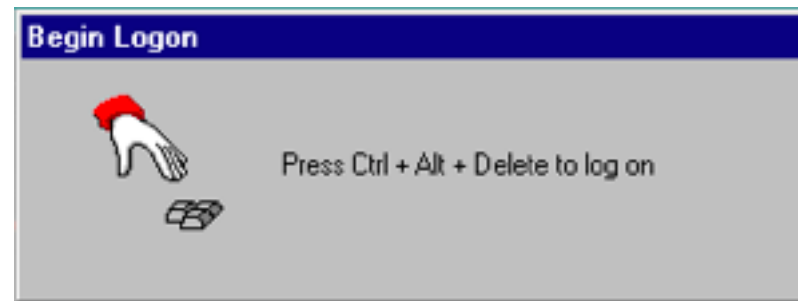 Begin Logon
Press Ctrl + Alt + Delete to log on